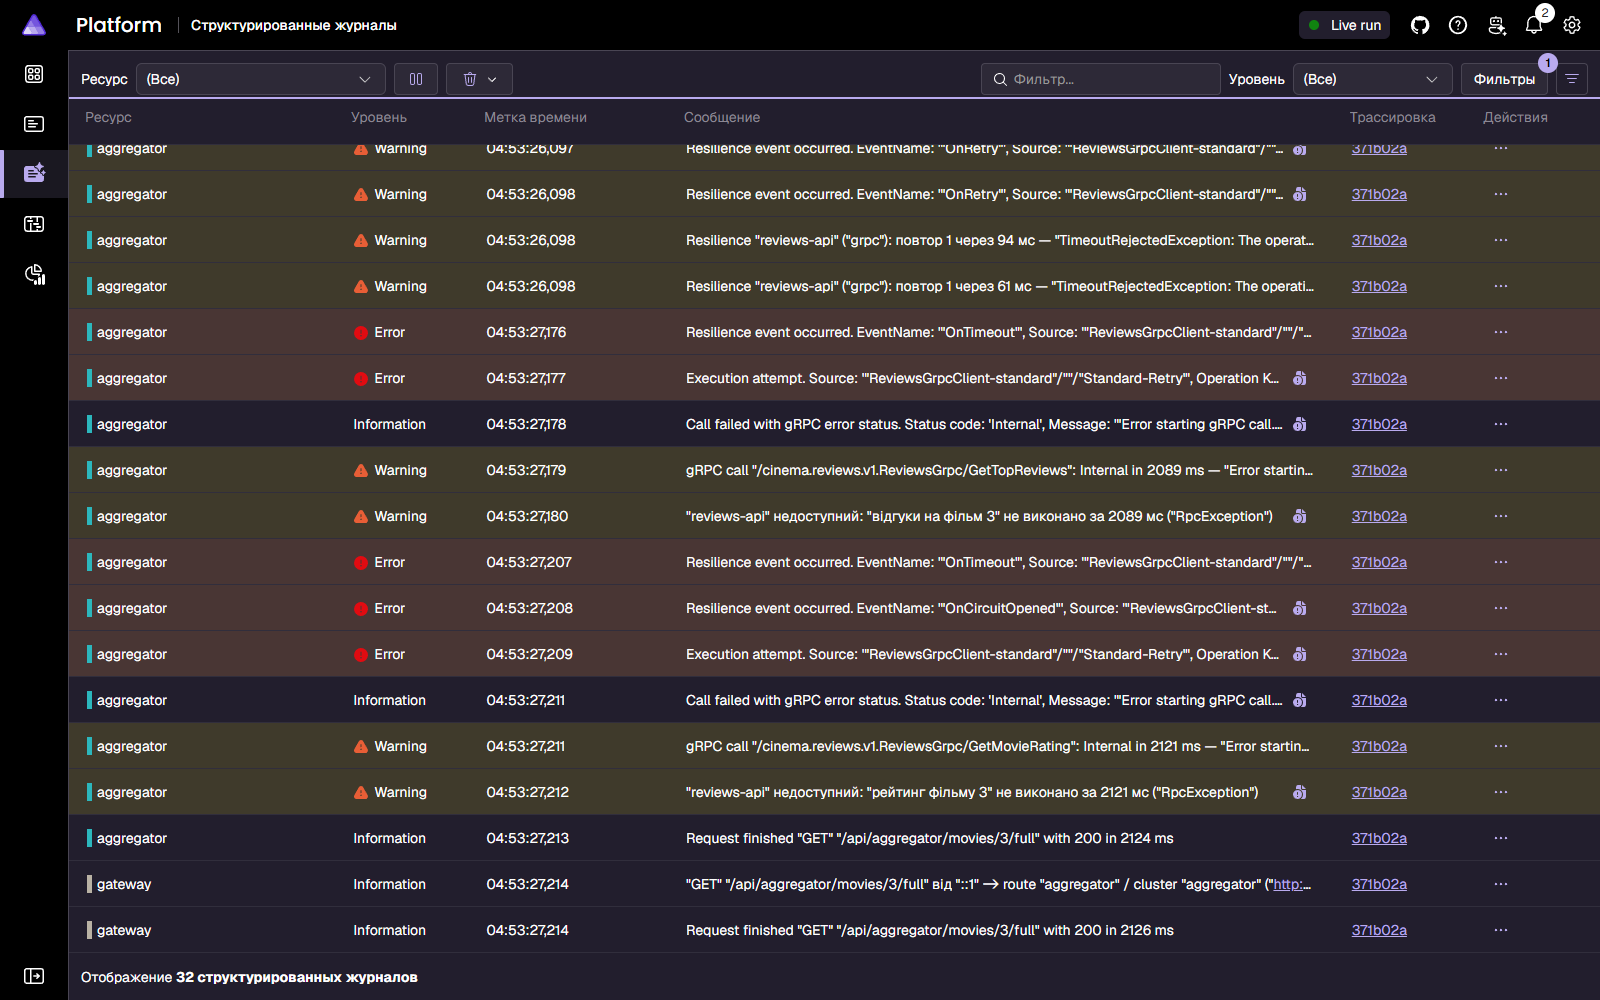 Platform
Структурированные журналы
Live run
2
Ресурс
(Все)
Фильтр...
Уровень
(Все)
Фильтры
1
Ресурс Уровень Метка времени Сообщение Трассировка Действия
aggregator Warning 04:53:26,097 Resilience event occurred. EventName: '"OnRetry"', Source: '"ReviewsGrpcClient-standard"/""... 371b02a ...
aggregator Warning 04:53:26,098 Resilience event occurred. EventName: '"OnRetry"', Source: '"ReviewsGrpcClient-standard"/""... 371b02a ...
aggregator Warning 04:53:26,098 Resilience "reviews-api" ("grpc"): повтор 1 через 94 мс — "TimeoutRejectedException: The operat... 371b02a ...
aggregator Warning 04:53:26,098 Resilience "reviews-api" ("grpc"): повтор 1 через 61 мс — "TimeoutRejectedException: The operati... 371b02a ...
aggregator Error 04:53:27,176 Resilience event occurred. EventName: '"OnTimeout"', Source: '"ReviewsGrpcClient-standard"/""/"... 371b02a ...
aggregator Error 04:53:27,177 Execution attempt. Source: '"ReviewsGrpcClient-standard"/""/"Standard-Retry"', Operation K... 371b02a ...
aggregator Information 04:53:27,178 Call failed with gRPC error status. Status code: 'Internal', Message: '"Error starting gRPC call.... 371b02a ...
aggregator Warning 04:53:27,179 gRPC call "/cinema.reviews.v1.ReviewsGrpc/GetTopReviews": Internal in 2089 ms — "Error startin... 371b02a ...
aggregator Warning 04:53:27,180 "reviews-api" недоступний: "відгуки на фільм 3" не виконано за 2089 мс ("RpcException") 371b02a ...
aggregator Error 04:53:27,207 Resilience event occurred. EventName: '"OnTimeout"', Source: '"ReviewsGrpcClient-standard"/""/"... 371b02a ...
aggregator Error 04:53:27,208 Resilience event occurred. EventName: '"OnCircuitOpened"', Source: '"ReviewsGrpcClient-st... 371b02a ...
aggregator Error 04:53:27,209 Execution attempt. Source: '"ReviewsGrpcClient-standard"/""/"Standard-Retry"', Operation K... 371b02a ...
aggregator Information 04:53:27,211 Call failed with gRPC error status. Status code: 'Internal', Message: '"Error starting gRPC call.... 371b02a ...
aggregator Warning 04:53:27,211 gRPC call "/cinema.reviews.v1.ReviewsGrpc/GetMovieRating": Internal in 2121 ms — "Error startin... 371b02a ...
aggregator Warning 04:53:27,212 "reviews-api" недоступний: "рейтинг фільму 3" не виконано за 2121 мс ("RpcException") 371b02a ...
aggregator Information 04:53:27,213 Request finished "GET" "/api/aggregator/movies/3/full" with 200 in 2124 ms 371b02a ...
gateway Information 04:53:27,214 "GET" "/api/aggregator/movies/3/full" від "::1" —> route "aggregator" / cluster "aggregator" ("http:... 371b02a ...
gateway Information 04:53:27,214 Request finished "GET" "/api/aggregator/movies/3/full" with 200 in 2126 ms 371b02a ...
Отображение 32 структурированных журналов